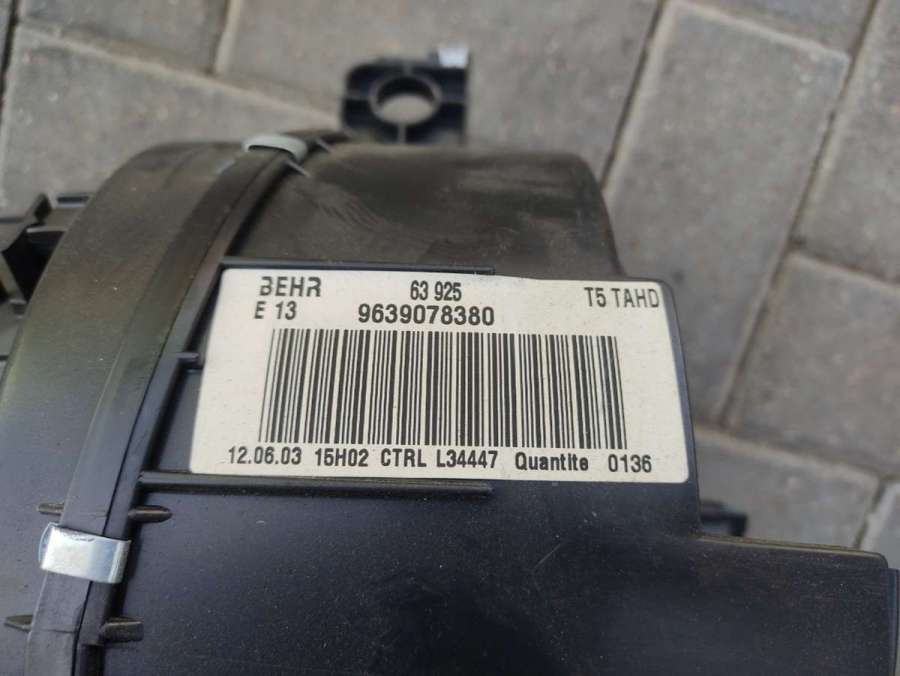 BEHR 63 925 T5 TAHD
E 13 9639078380
12.06.03 15H02 CTRL L34447 Quantite 0136